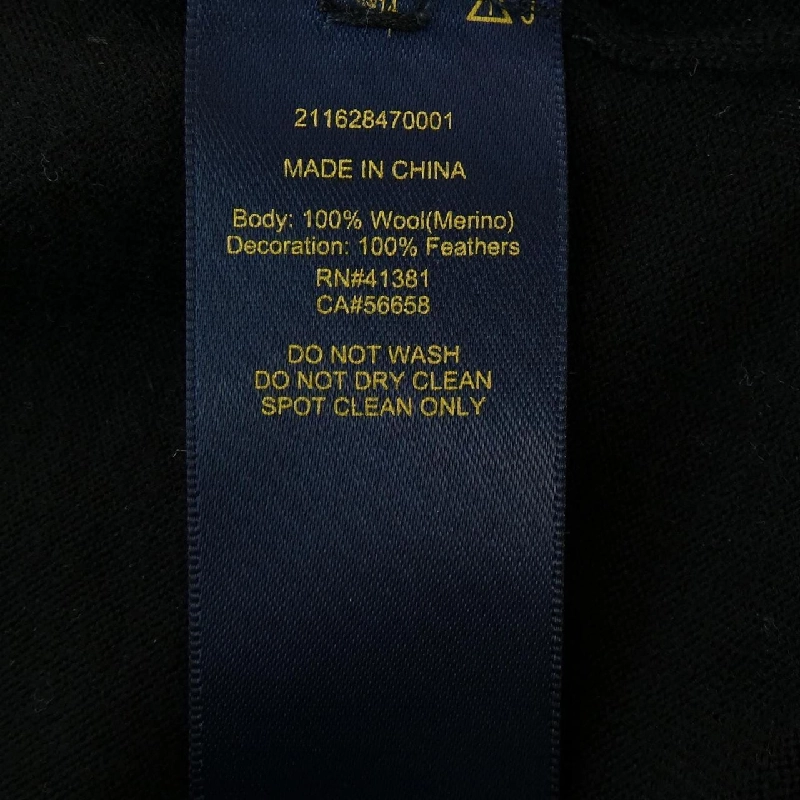 211628470001
MADE IN CHINA
Body: 100% Wool(Merino)
Decoration: 100% Feathers
RN#41381
CA#56658
DO NOT WASH
DO NOT DRY CLEAN
SPOT CLEAN ONLY